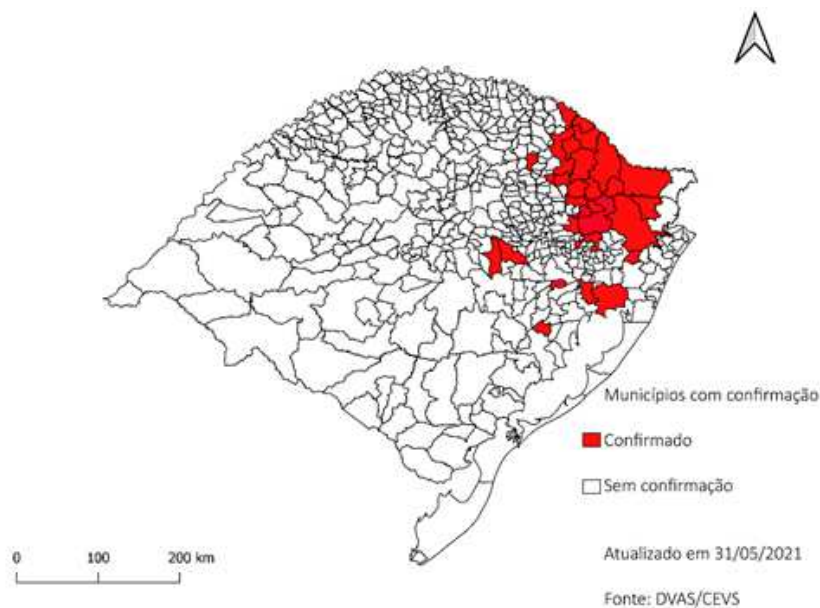 Municípios com confirmação
Confirmado
Sem confirmação
0 100 200 km
Atualizado em 31/05/2021
Fonte: DVAS/CEVS